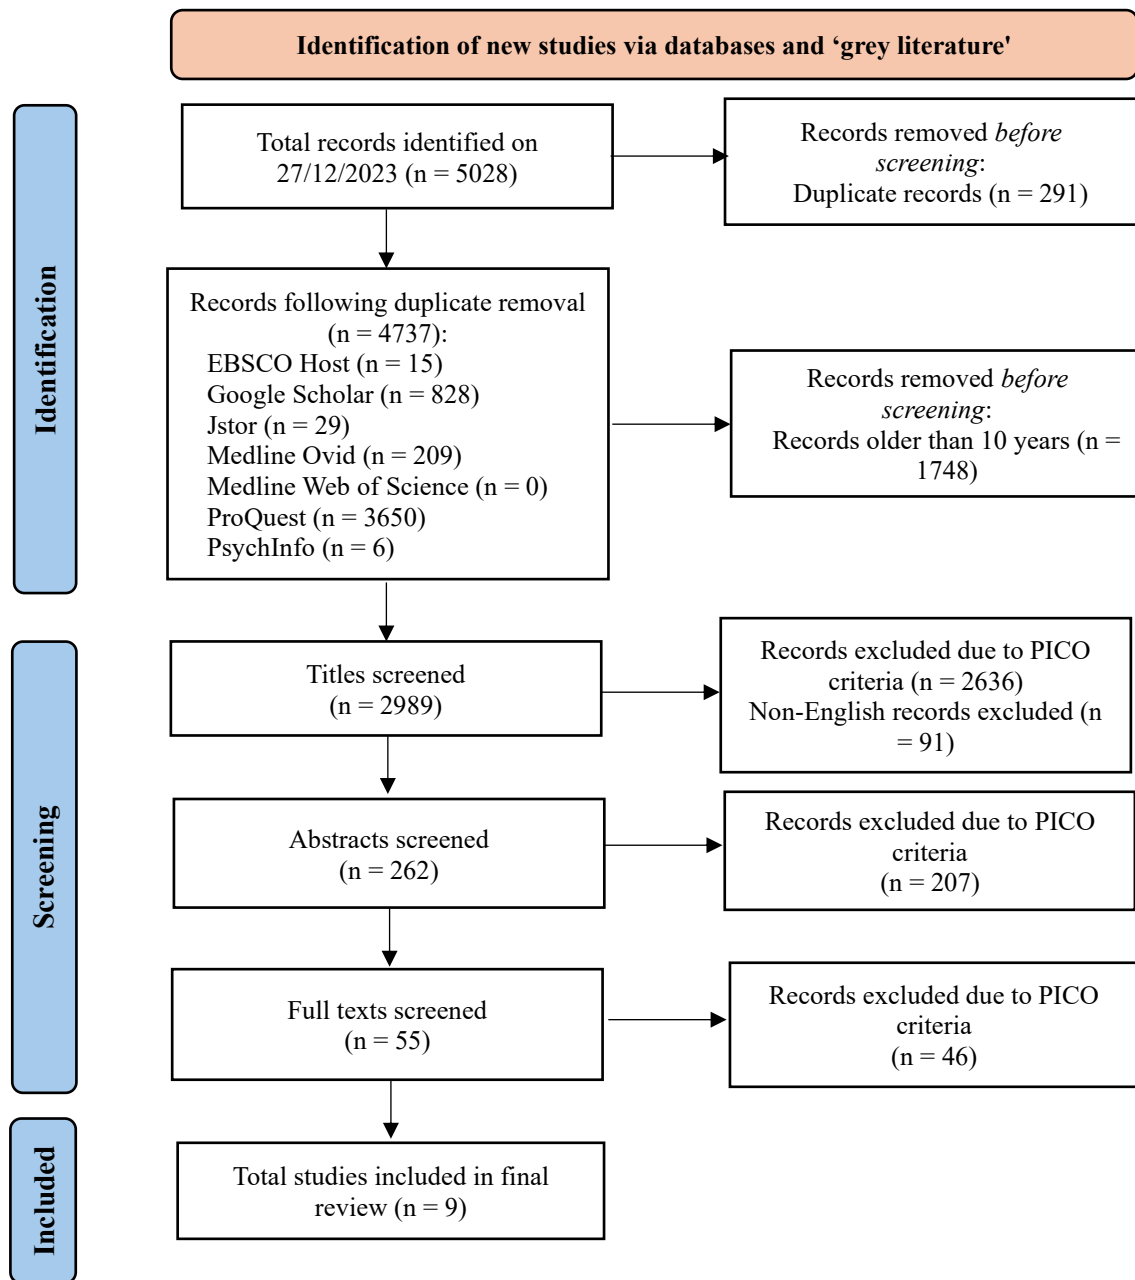 Identification of new studies via databases and ‘grey literature'
Identification
Total records identified on
27/12/2023 (n = 5028)
Records removed before
screening:
Duplicate records (n = 291)
Records following duplicate removal
(n = 4737):
EBSCO Host (n = 15)
Google Scholar (n = 828)
Jstor (n = 29)
Medline Ovid (n = 209)
Medline Web of Science (n = 0)
ProQuest (n = 3650)
PsychInfo (n = 6)
Records removed before
screening:
Records older than 10 years (n =
1748)
Screening
Titles screened
(n = 2989)
Records excluded due to PICO
criteria (n = 2636)
Non-English records excluded (n
= 91)
Abstracts screened
(n = 262)
Records excluded due to PICO
criteria
(n = 207)
Full texts screened
(n = 55)
Records excluded due to PICO
criteria
(n = 46)
Included
Total studies included in final
review (n = 9)